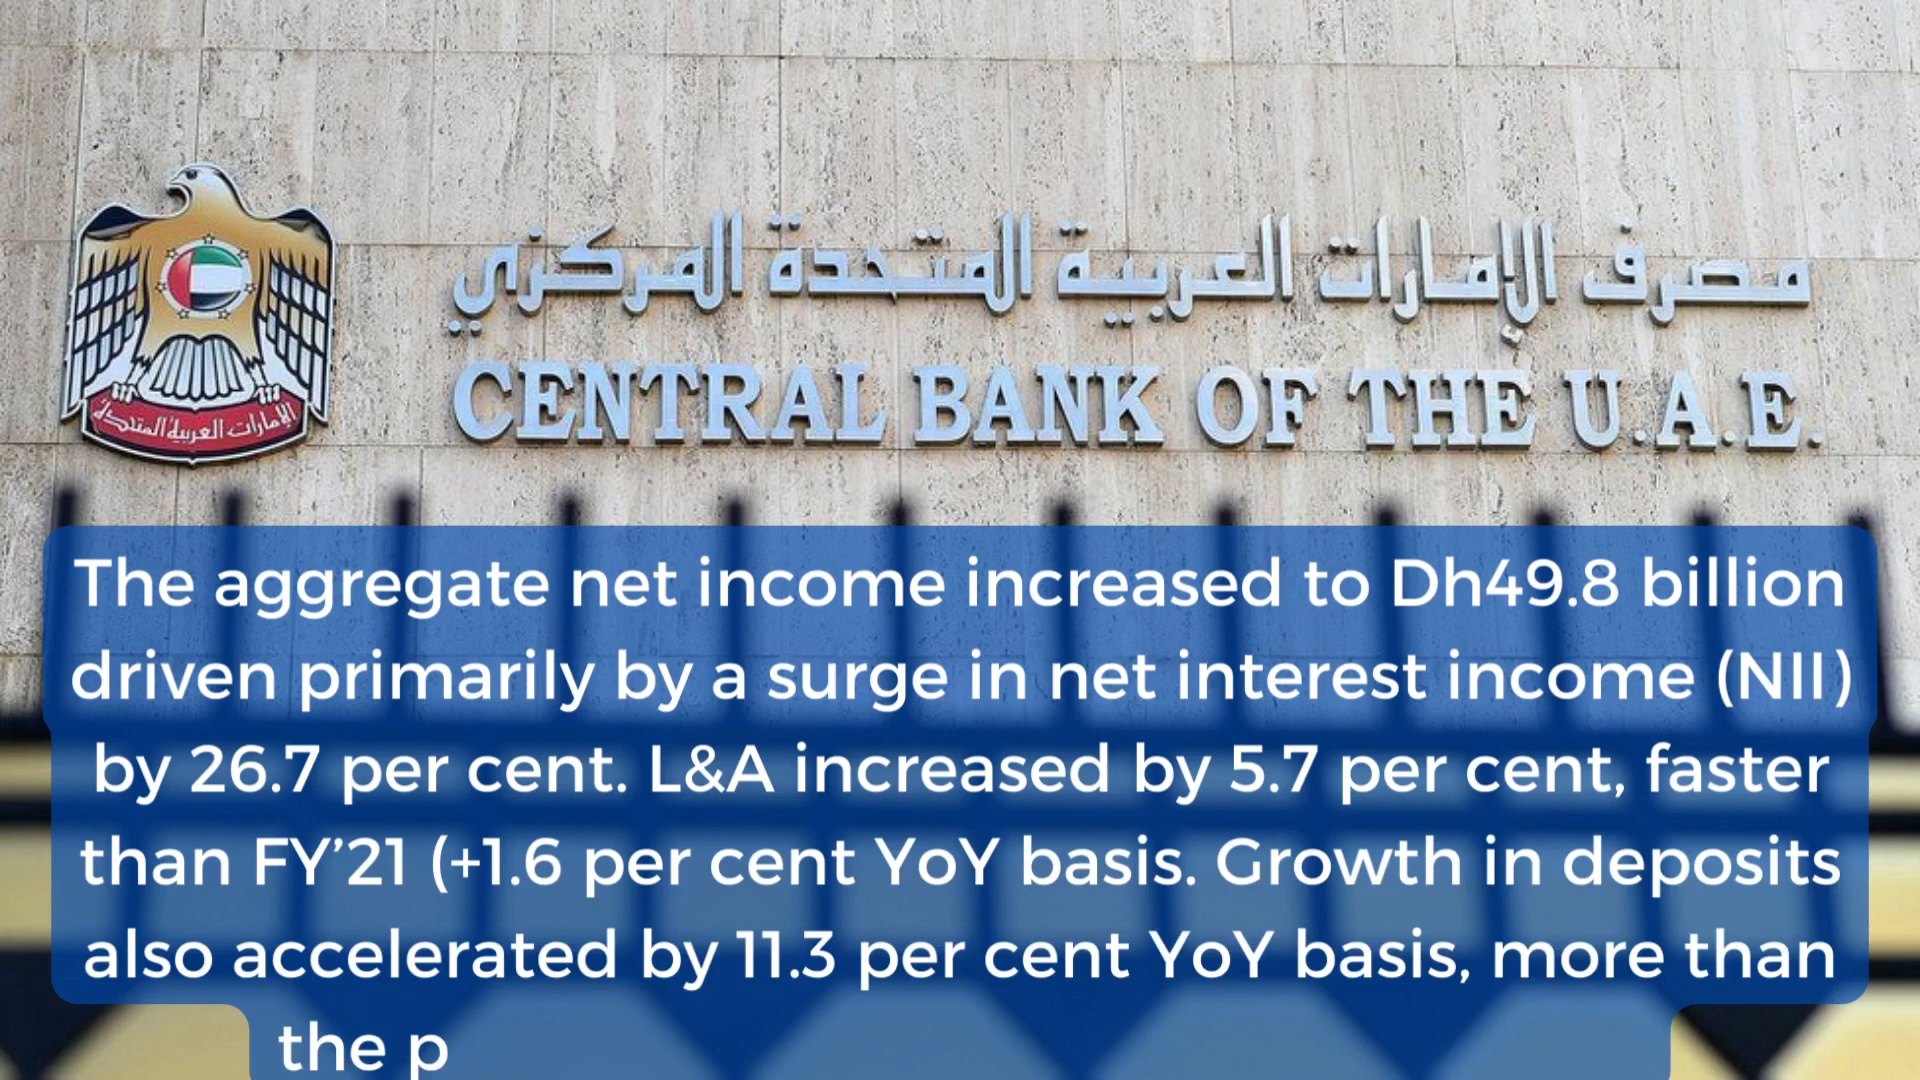 مصرف الإمارات العربية المتحدة المركزي
CENTRAL BANK OF THE U.A.E.
الإمارات العربية المتحدة
The aggregate net income increased to Dh49.8 billion
driven primarily by a surge in net interest income (NII)
by 26.7 per cent. L&A increased by 5.7 per cent, faster
than FY’21 (+1.6 per cent YoY basis. Growth in deposits
also accelerated by 11.3 per cent YoY basis, more than
the p